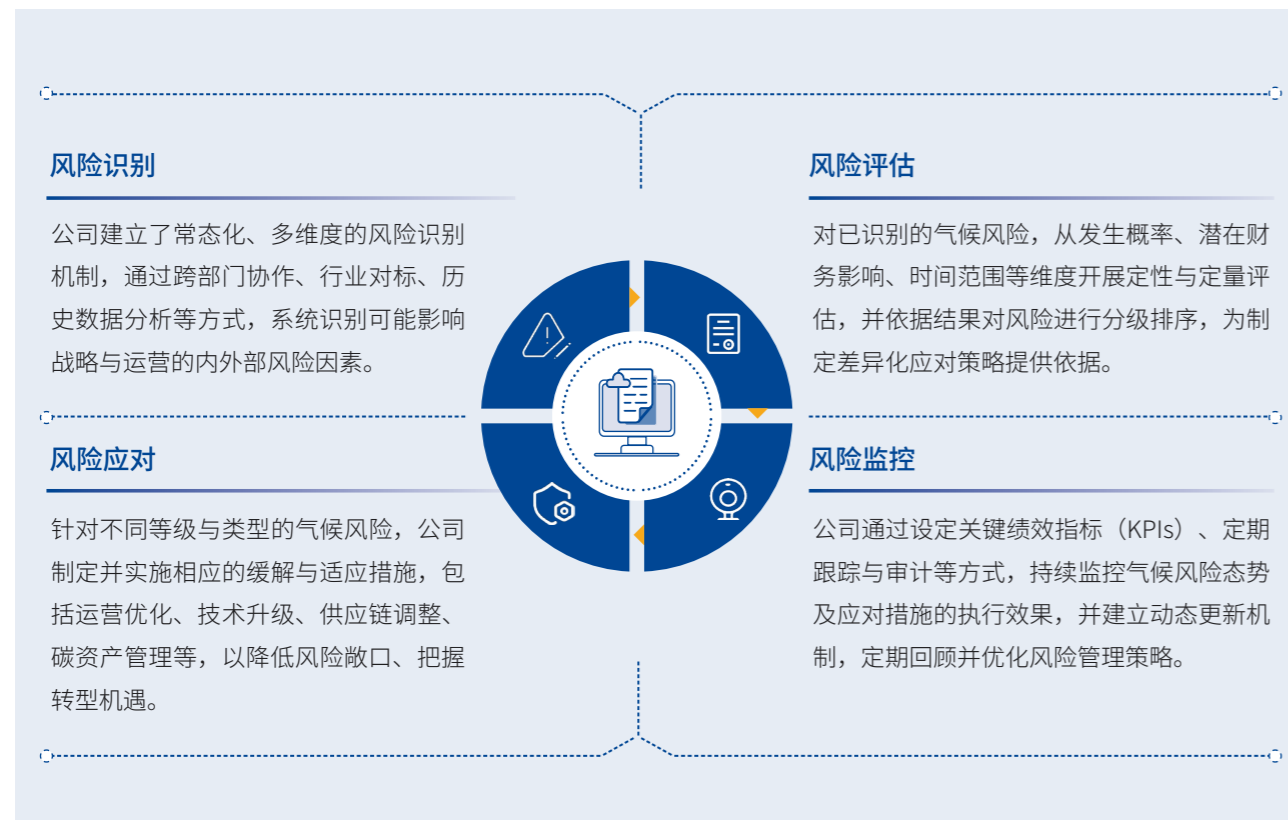 风险识别
公司建立了常态化、多维度的风险识别
机制，通过跨部门协作、行业对标、历
史数据分析等方式，系统识别可能影响
战略与运营的内外部风险因素。
风险评估
对已识别的气候风险，从发生概率、潜在财
务影响、时间范围等维度开展定性与定量评
估，并依据结果对风险进行分级排序，为制
定差异化应对策略提供依据。
风险应对
针对不同等级与类型的气候风险，公司
制定并实施相应的缓解与适应措施，包
括运营优化、技术升级、供应链调整、
碳资产管理等，以降低风险敞口、把握
转型机遇。
风险监控
公司通过设定关键绩效指标（KPIs）、定期
跟踪与审计等方式，持续监控气候风险态势
及应对措施的执行效果，并建立动态更新机
制，定期回顾并优化风险管理策略。